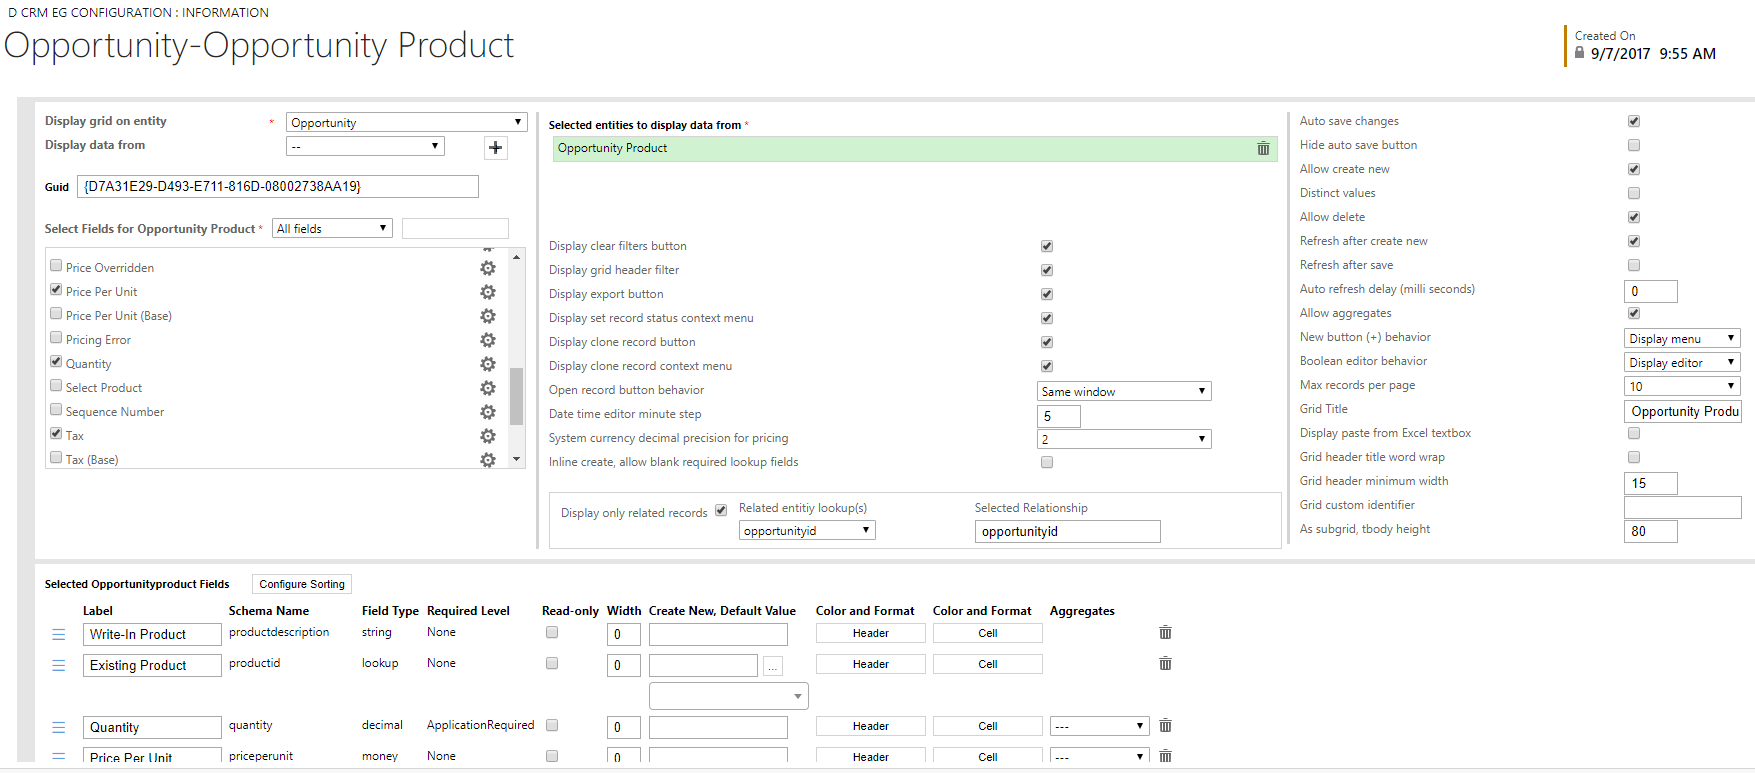 D CRM EG CONFIGURATION : INFORMATION
Opportunity-Opportunity Product
Created On
9/7/2017 9:55 AM
Display grid on entity * Opportunity
Display data from --
Guid {D7A31E29-D493-E711-816D-08002738AA19}
Select Fields for Opportunity Product * All fields
Price Overridden
Price Per Unit
Price Per Unit (Base)
Pricing Error
Quantity
Select Product
Sequence Number
Tax
Tax (Base)
Selected entities to display data from *
Opportunity Product
Display clear filters button
Display grid header filter
Display export button
Display set record status context menu
Display clone record button
Display clone record context menu
Open record button behavior Same window
Date time editor minute step 5
System currency decimal precision for pricing 2
Inline create, allow blank required lookup fields
Display only related records
Related entitiy lookup(s)
opportunityid
Selected Relationship
opportunityid
Auto save changes
Hide auto save button
Allow create new
Distinct values
Allow delete
Refresh after create new
Refresh after save
Auto refresh delay (milli seconds) 0
Allow aggregates
New button (+) behavior Display menu
Boolean editor behavior Display editor
Max records per page 10
Grid Title Opportunity Produ
Display paste from Excel textbox
Grid header title word wrap
Grid header minimum width 15
Grid custom identifier
As subgrid, tbody height 80
Selected Opportunityproduct Fields Configure Sorting
Label Schema Name Field Type Required Level Read-only Width Create New, Default Value Color and Format Color and Format Aggregates
Write-In Product productdescription string None 0 Header Cell
Existing Product productid lookup None 0 ... Header Cell
Quantity quantity decimal ApplicationRequired 0 Header Cell ---
Price Per Unit priceperunit money None 0 Header Cell ---